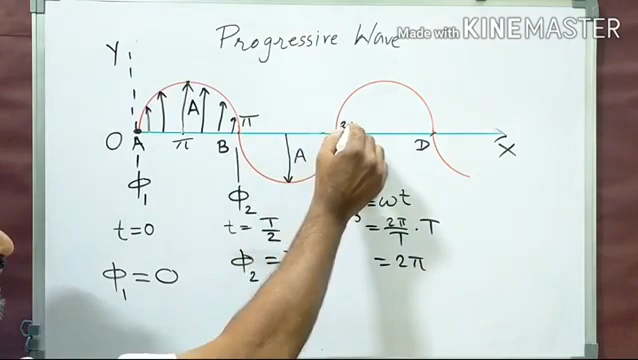 Progressive Wave
Made with KINEMASTER
Y
A
π
O A π B A D X
ϕ₁ ϕ₂
= ωt
t = 0 t = T/2 = 2π/T · T
ϕ₁ = 0 ϕ₂ = = 2π